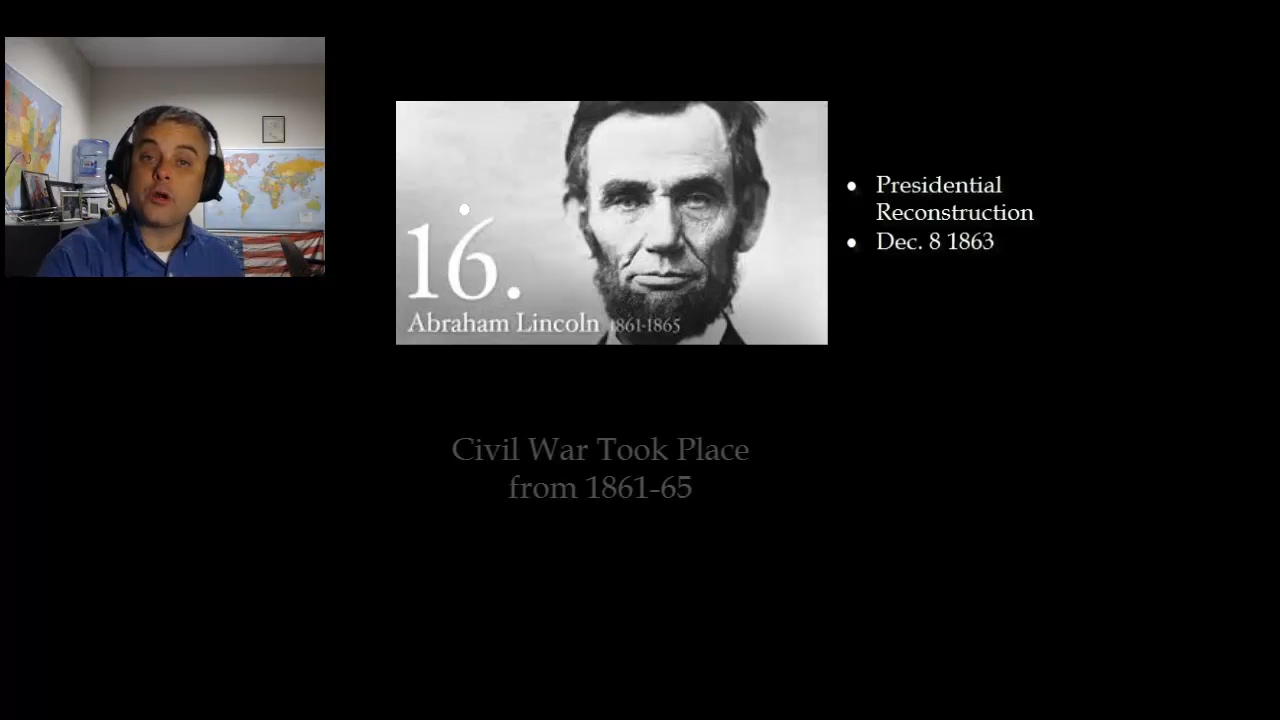 16.
Abraham Lincoln 1861-1865
Presidential
Reconstruction
Dec. 8 1863
Civil War Took Place
from 1861-65